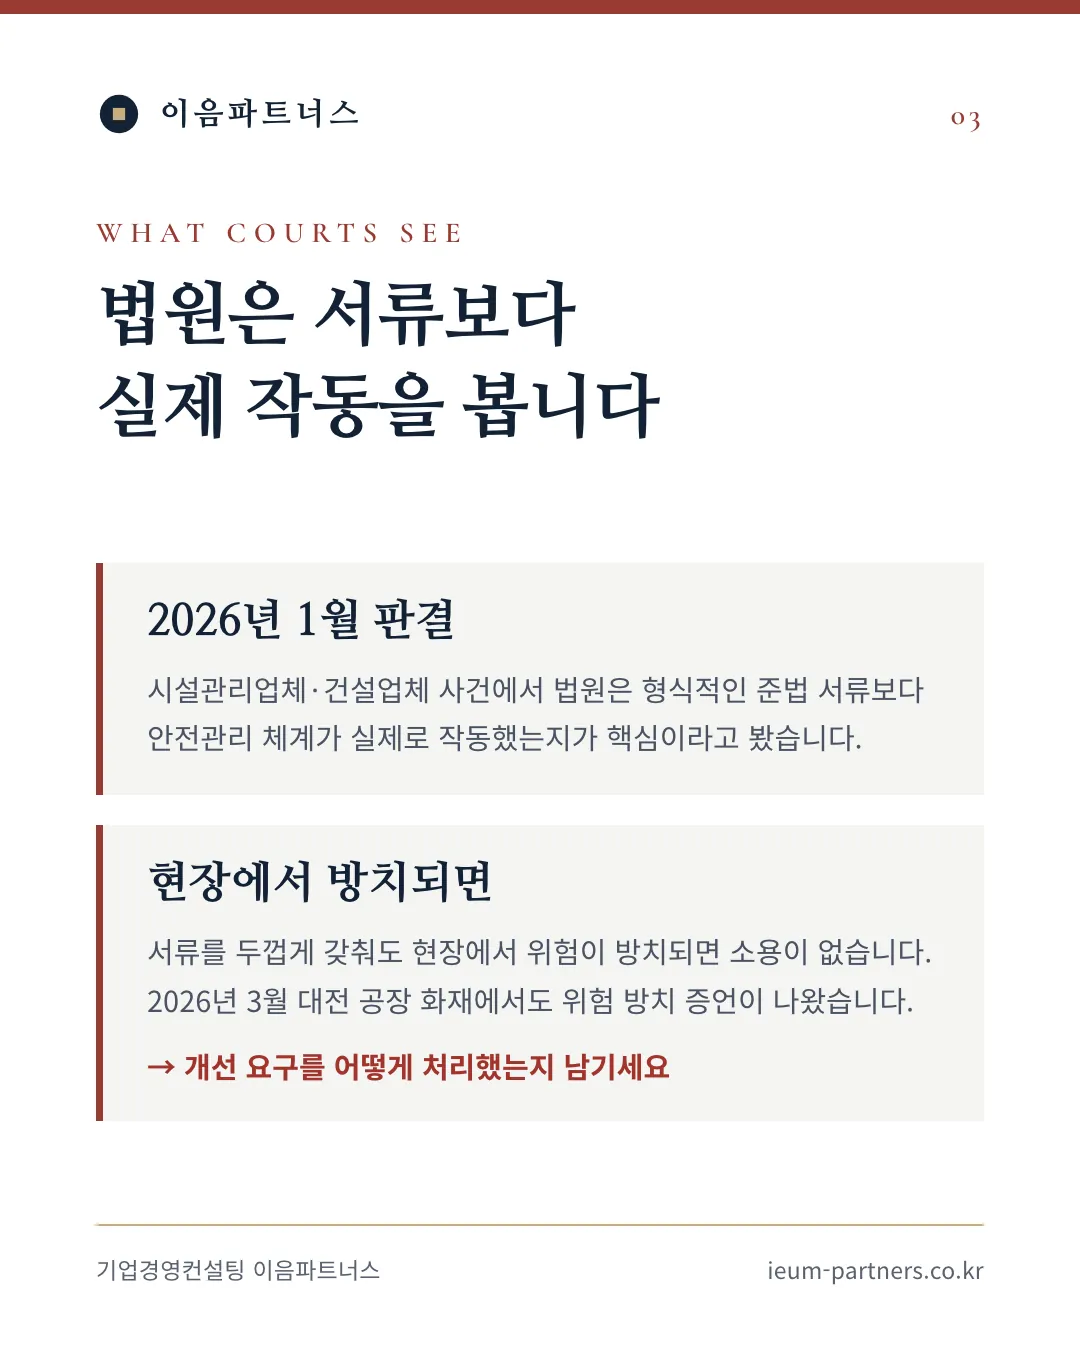 이음파트너스
03
WHAT COURTS SEE
법원은 서류보다
실제 작동을 봅니다
2026년 1월 판결
시설관리업체·건설업체 사건에서 법원은 형식적인 준법 서류보다
안전관리 체계가 실제로 작동했는지가 핵심이라고 봤습니다.
현장에서 방치되면
서류를 두껍게 갖춰도 현장에서 위험이 방치되면 소용이 없습니다.
2026년 3월 대전 공장 화재에서도 위험 방치 증언이 나왔습니다.
→ 개선 요구를 어떻게 처리했는지 남기세요
기업경영컨설팅 이음파트너스
ieum-partners.co.kr